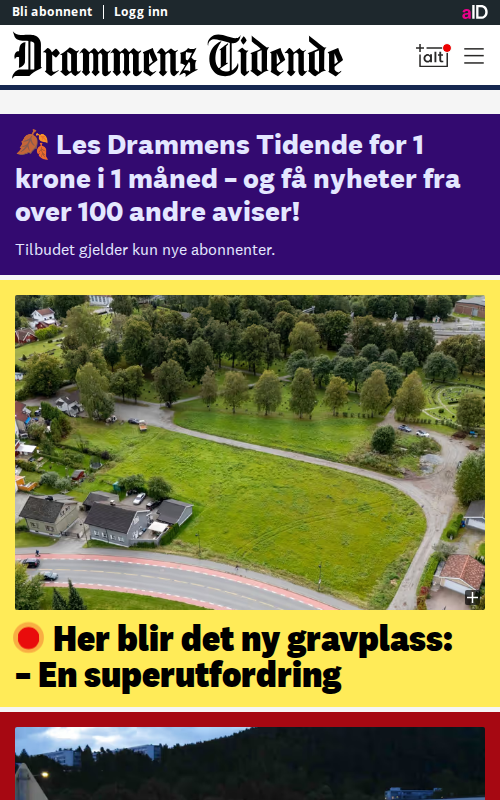 Bli abonnent | Logg inn
aID
Drammens Tidende
+alt
🍂 Les Drammens Tidende for 1
krone i 1 måned – og få nyheter fra
over 100 andre aviser!
Tilbudet gjelder kun nye abonnenter.
Her blir det ny gravplass:
– En superutfordring